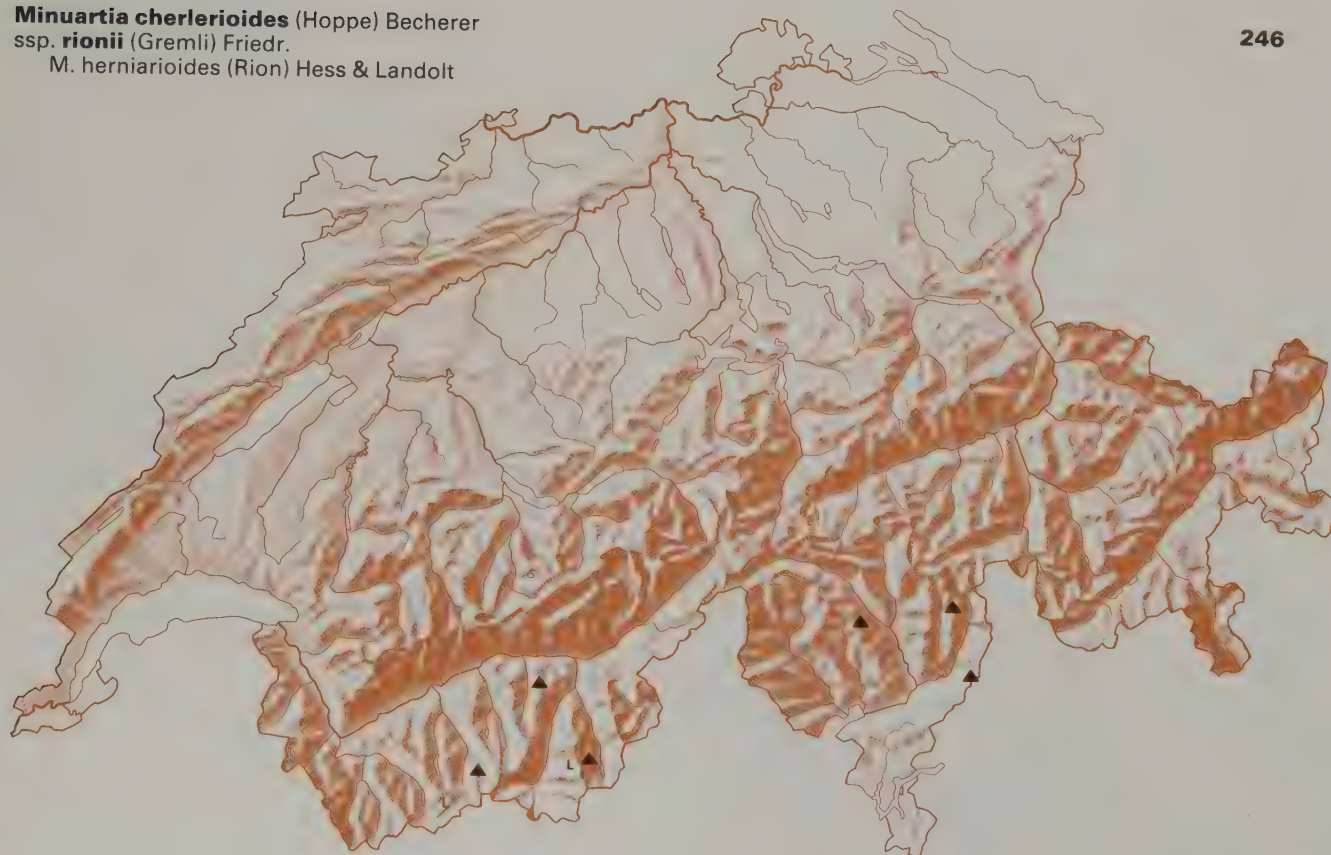 Minuartia cherlerioides (Hoppe) Becherer
ssp. rionii (Gremli) Friedr.
M. herniarioides (Rion) Hess & Landolt
246
L
L